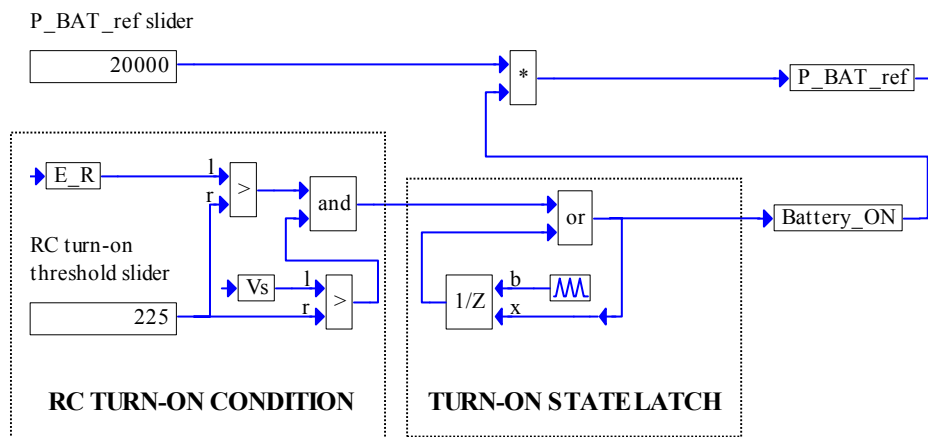 P_BAT_ref slider
20000
*
P_BAT_ref
E_R
l
r
>
and
or
Battery_ON
RC turn-on
threshold slider
225
Vs
l
r
>
1/Z
b
x
RC TURN-ON CONDITION
TURN-ON STATE LATCH